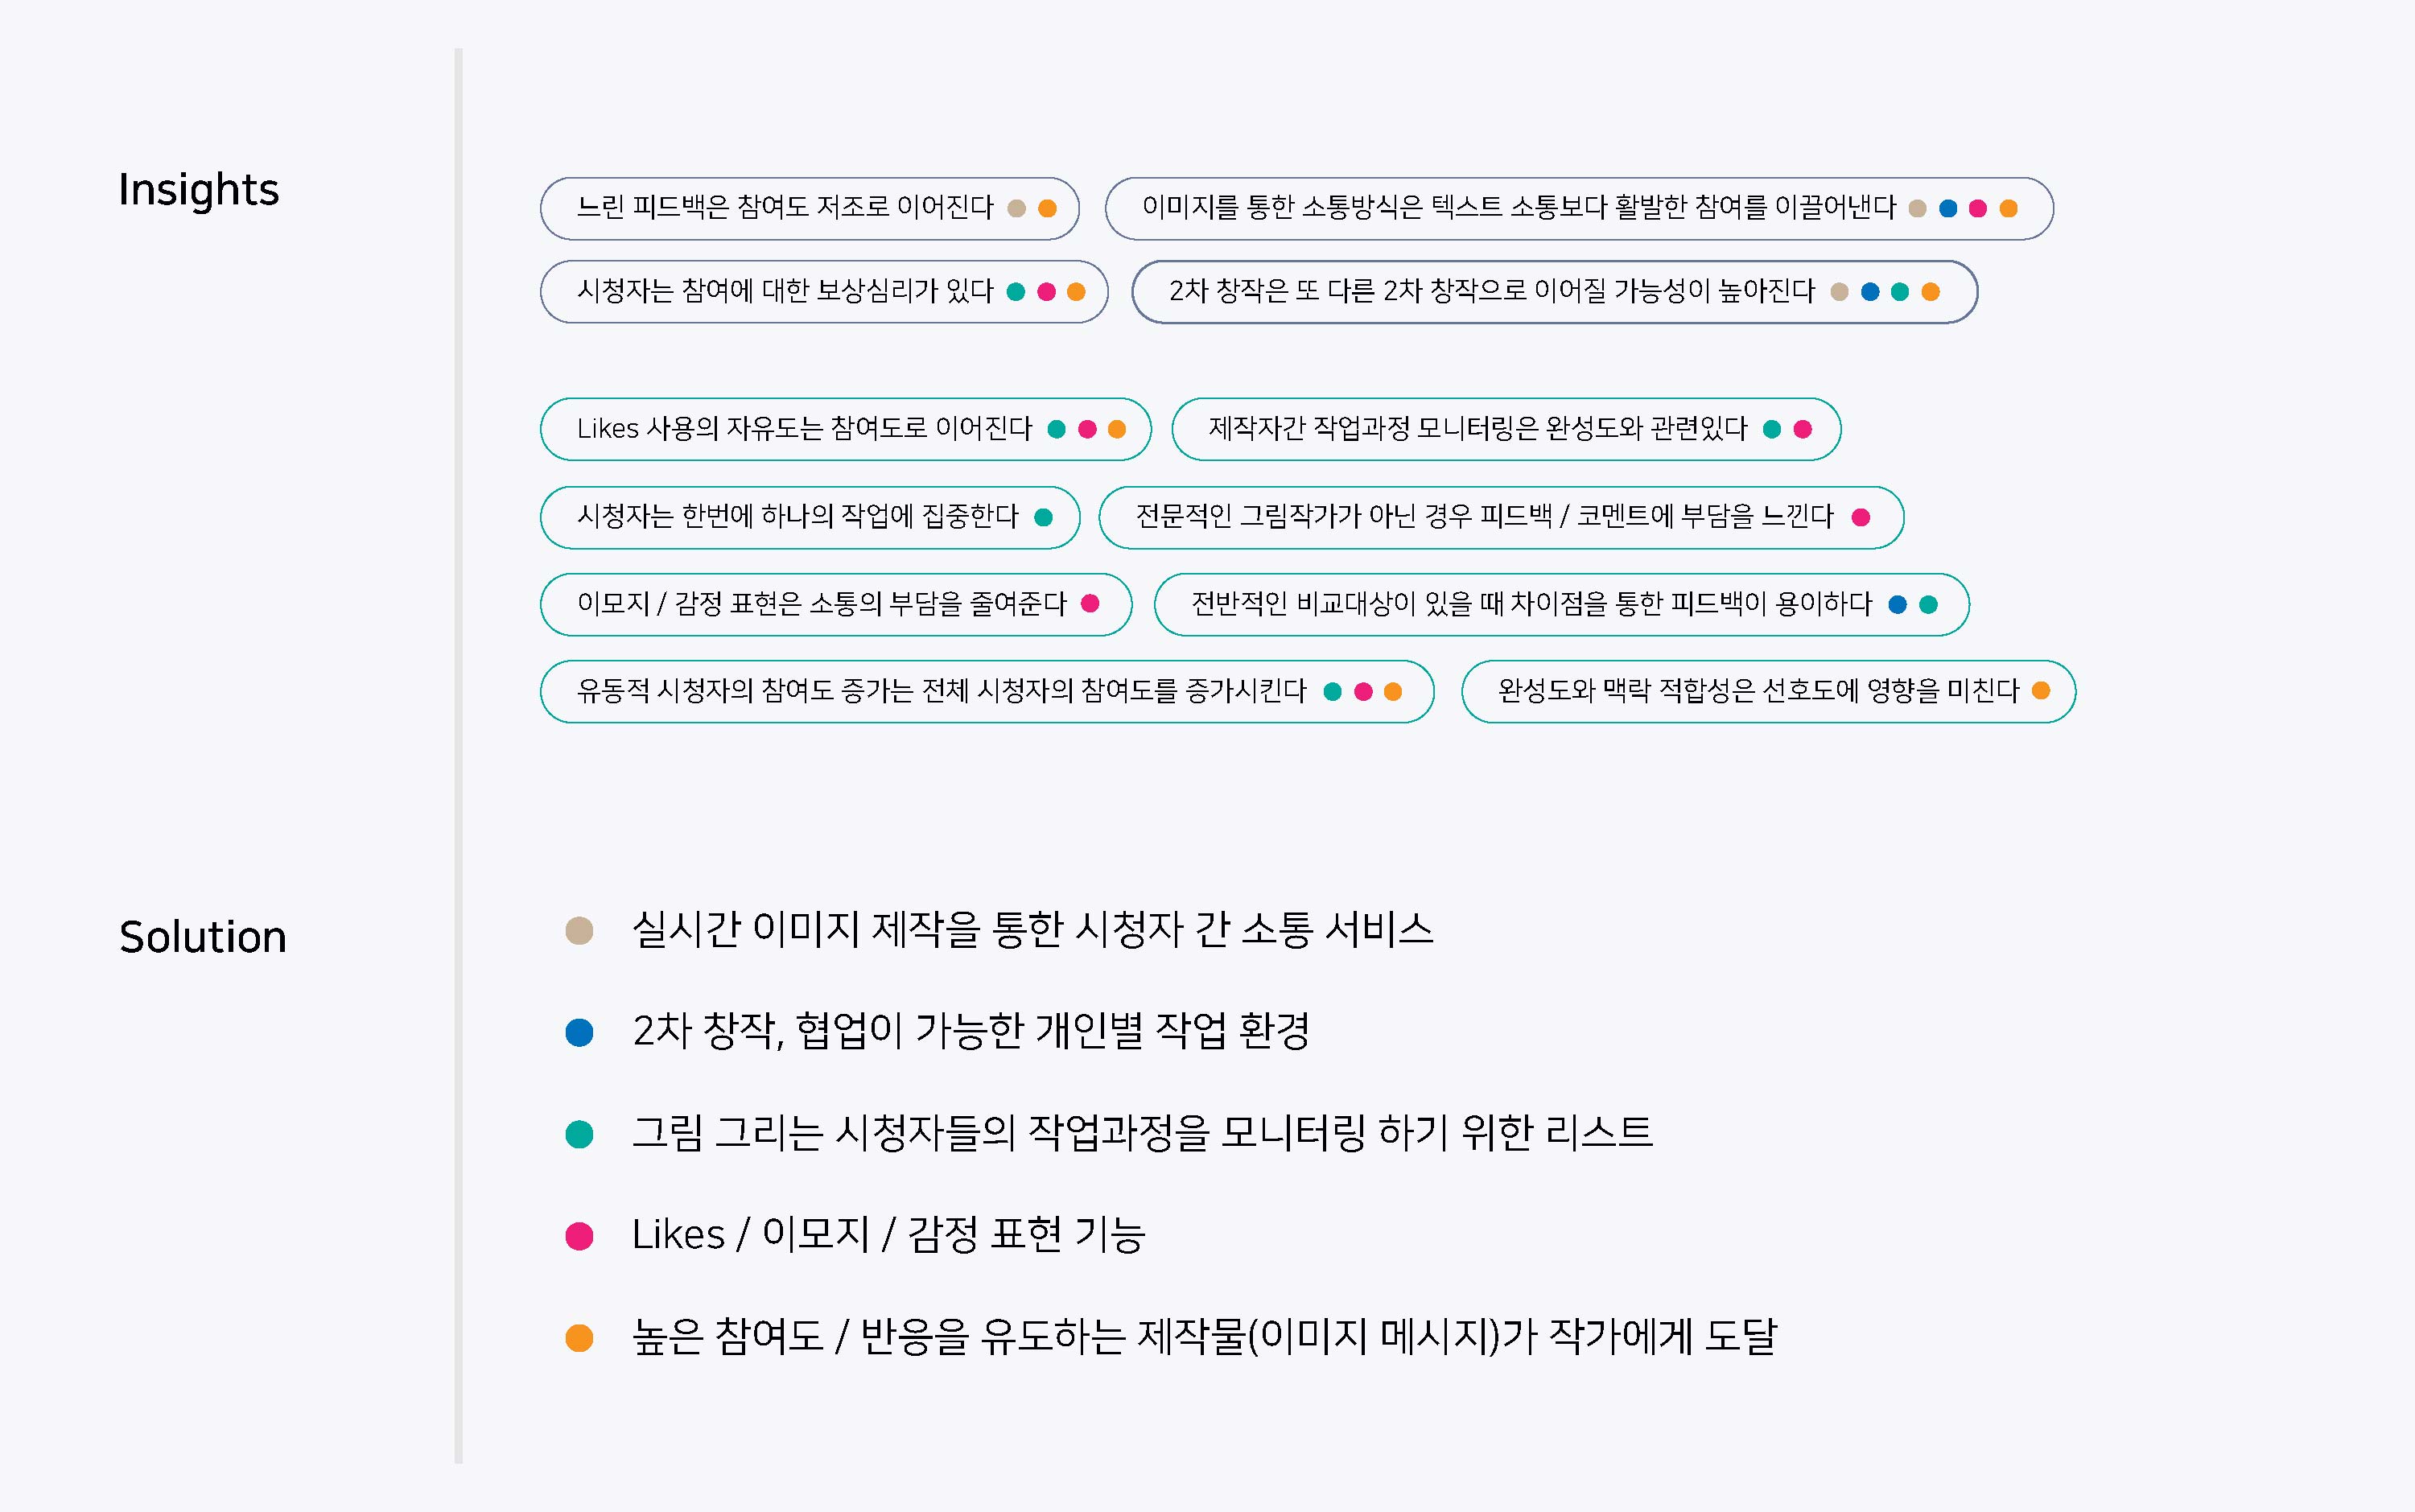 Insights
느린 피드백은 참여도 저조로 이어진다
이미지를 통한 소통방식은 텍스트 소통보다 활발한 참여를 이끌어낸다
시청자는 참여에 대한 보상심리가 있다
2차 창작은 또 다른 2차 창작으로 이어질 가능성이 높아진다
Likes 사용의 자유도는 참여도로 이어진다
제작자간 작업과정 모니터링은 완성도와 관련있다
시청자는 한번에 하나의 작업에 집중한다
전문적인 그림작가가 아닌 경우 피드백 / 코멘트에 부담을 느낀다
이모지 / 감정 표현은 소통의 부담을 줄여준다
전반적인 비교대상이 있을 때 차이점을 통한 피드백이 용이하다
유동적 시청자의 참여도 증가는 전체 시청자의 참여도를 증가시킨다
완성도와 맥락 적합성은 선호도에 영향을 미친다
Solution
실시간 이미지 제작을 통한 시청자 간 소통 서비스
2차 창작, 협업이 가능한 개인별 작업 환경
그림 그리는 시청자들의 작업과정을 모니터링 하기 위한 리스트
Likes / 이모지 / 감정 표현 기능
높은 참여도 / 반응을 유도하는 제작물(이미지 메시지)가 작가에게 도달